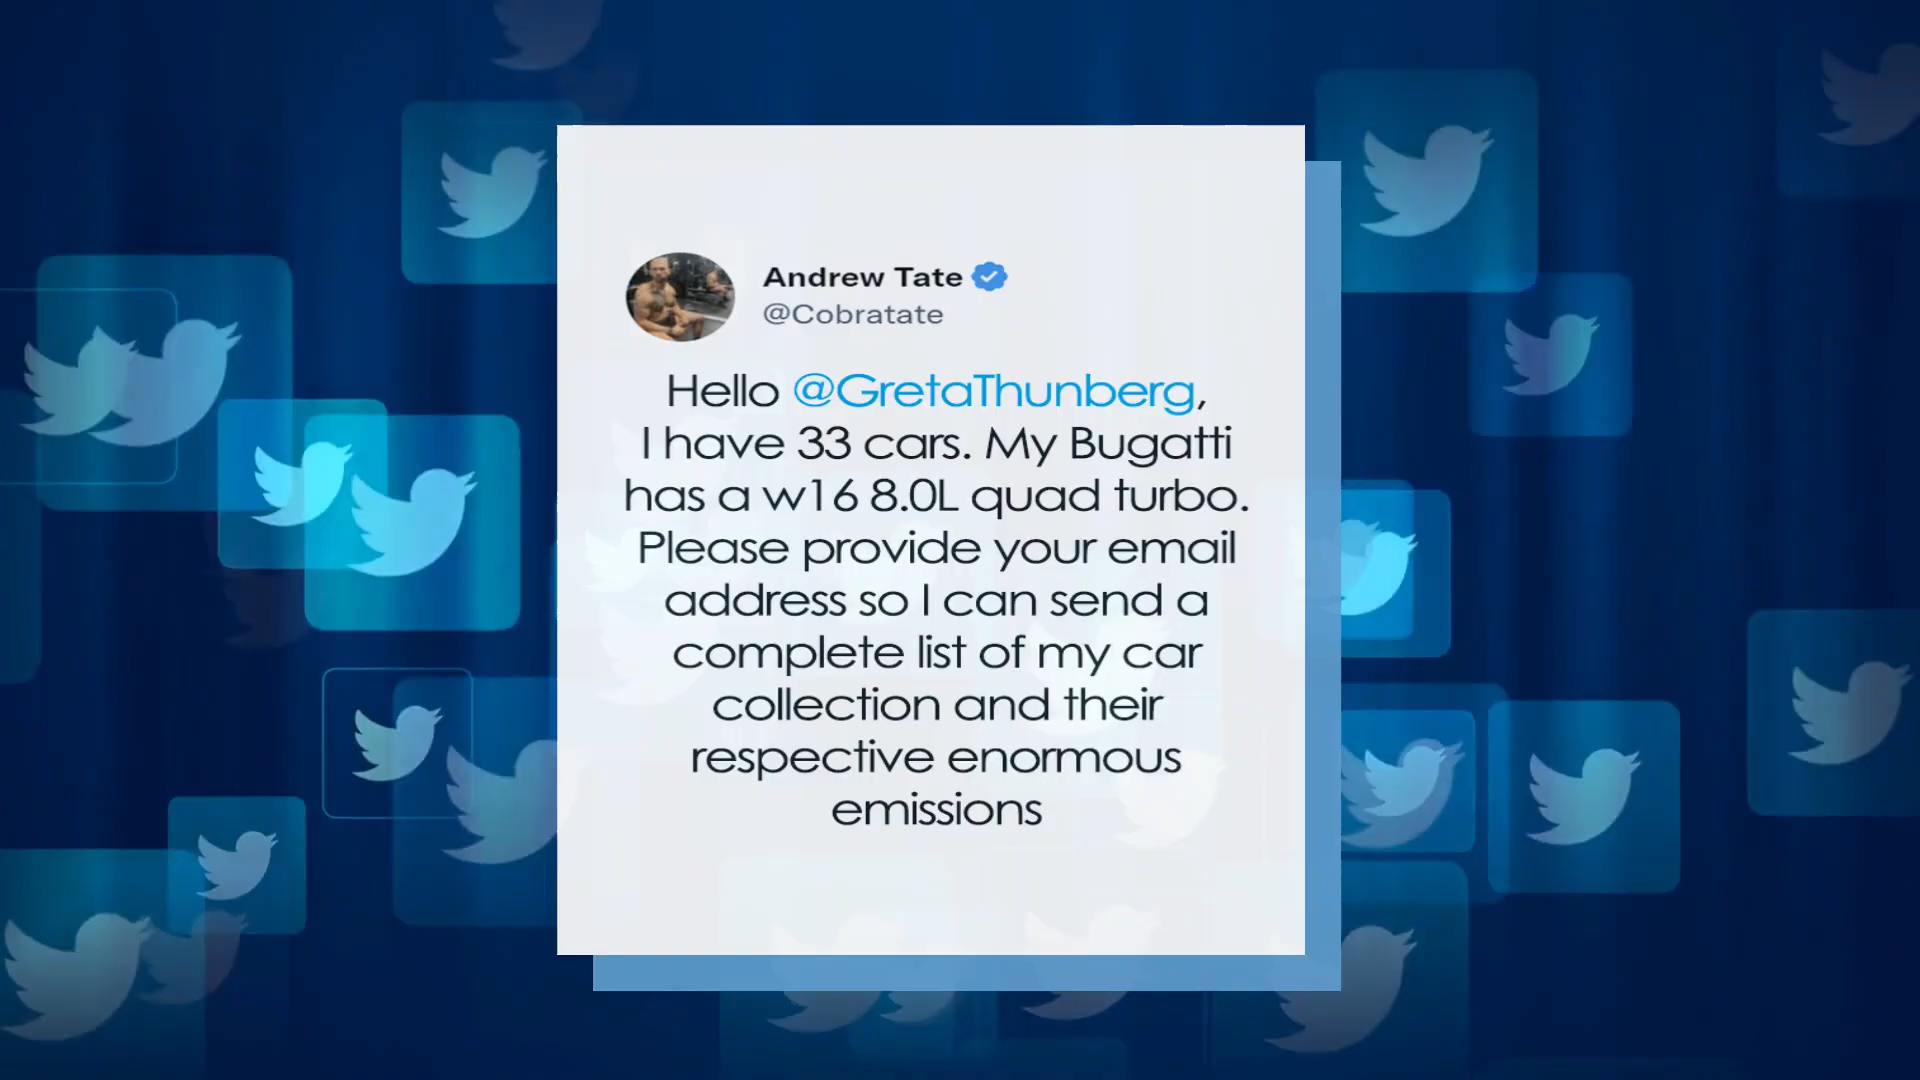 Andrew Tate
@Cobratate
Hello @GretaThunberg,
I have 33 cars. My Bugatti
has a w16 8.0L quad turbo.
Please provide your email
address so I can send a
complete list of my car
collection and their
respective enormous
emissions